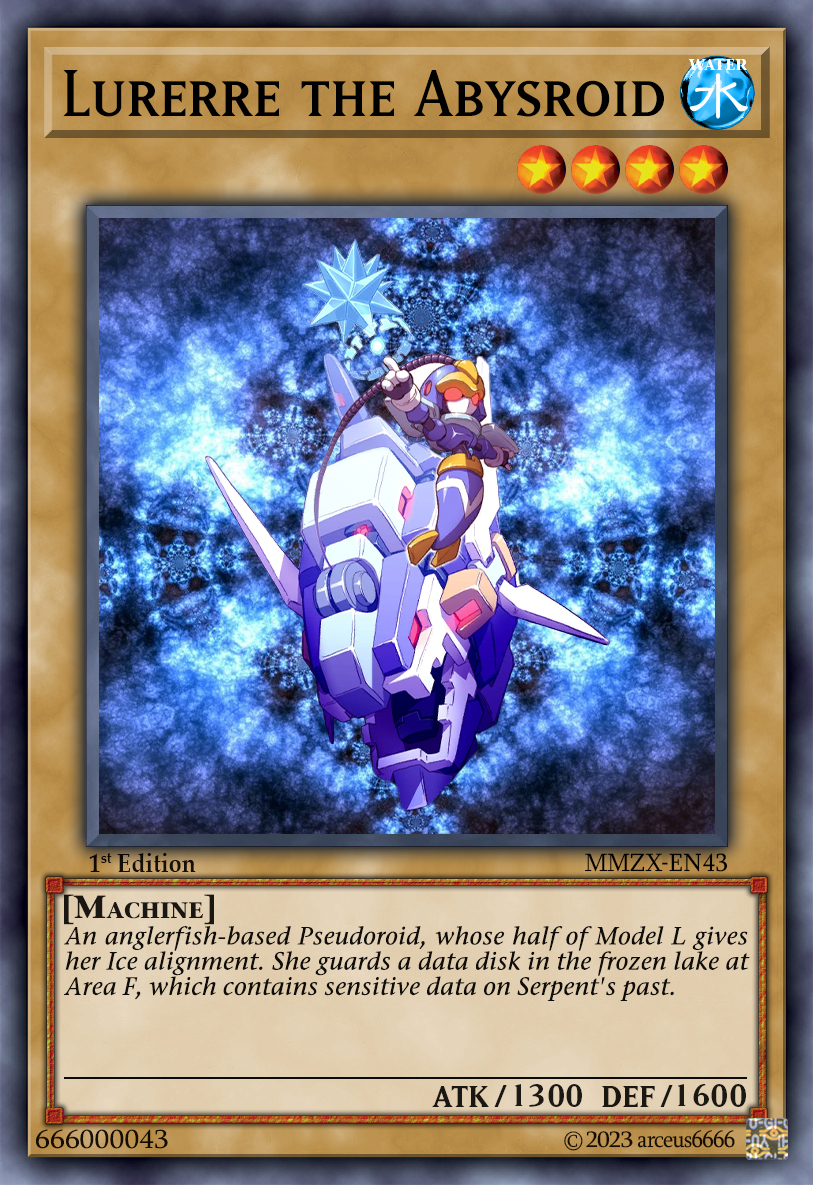 Lurerre the Abysroid
WATER
水
1st Edition
MMZX-EN43
[Machine]
An anglerfish-based Pseudoroid, whose half of Model L gives
her Ice alignment. She guards a data disk in the frozen lake at
Area F, which contains sensitive data on Serpent's past.
ATK/1300 DEF/1600
666000043
© 2023 arceus6666